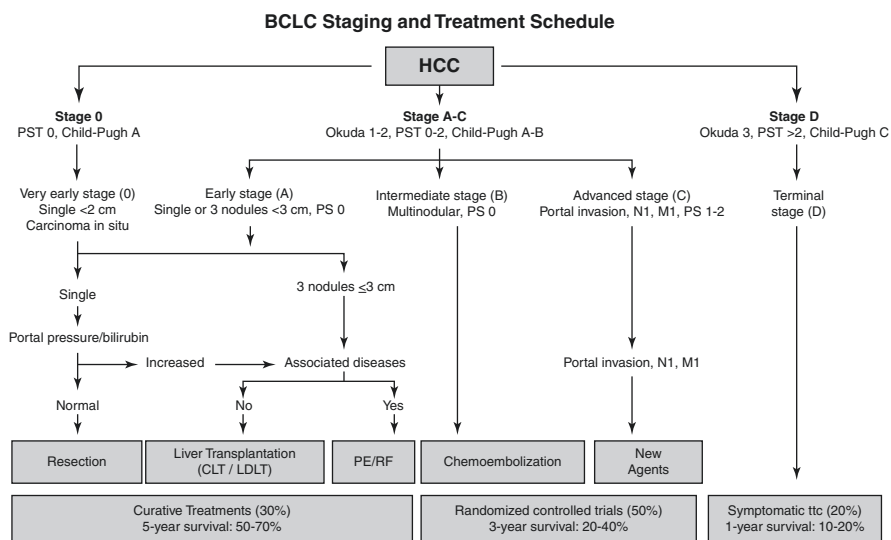 BCLC Staging and Treatment Schedule
HCC
Stage 0
PST 0, Child-Pugh A
Stage A-C
Okuda 1-2, PST 0-2, Child-Pugh A-B
Stage D
Okuda 3, PST >2, Child-Pugh C
Very early stage (0)
Single <2 cm
Carcinoma in situ
Early stage (A)
Single or 3 nodules <3 cm, PS 0
Intermediate stage (B)
Multinodular, PS 0
Advanced stage (C)
Portal invasion, N1, M1, PS 1-2
Terminal
stage (D)
Single
3 nodules ≤3 cm
Portal pressure/bilirubin
Increased
Associated diseases
Portal invasion, N1, M1
Normal
No
Yes
Resection
Liver Transplantation
(CLT / LDLT)
PE/RF
Chemoembolization
New
Agents
Curative Treatments (30%)
5-year survival: 50-70%
Randomized controlled trials (50%)
3-year survival: 20-40%
Symptomatic ttc (20%)
1-year survival: 10-20%